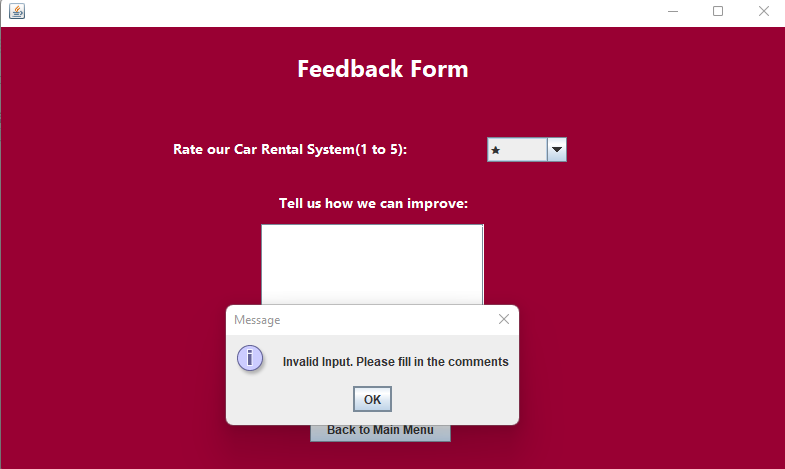 Feedback Form
Rate our Car Rental System(1 to 5):
★
Tell us how we can improve:
Message
Invalid Input. Please fill in the comments
OK
Back to Main Menu